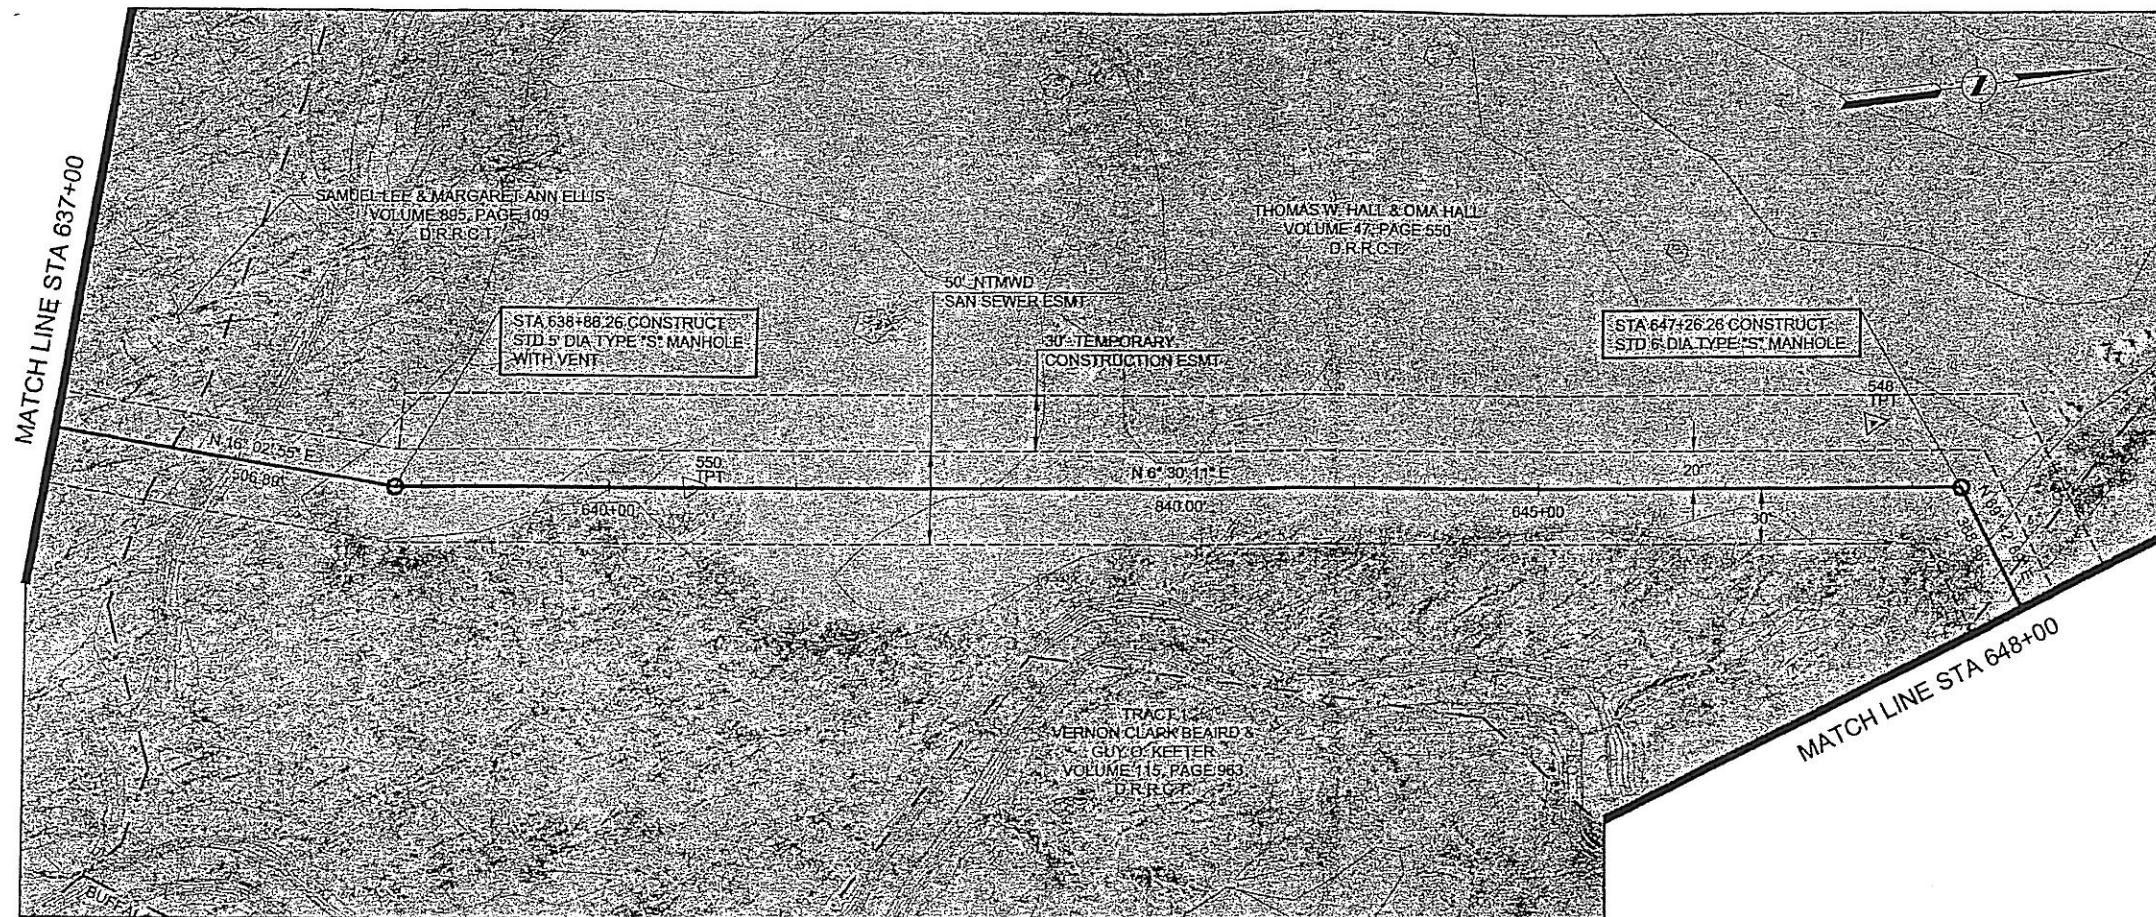 MATCH LINE STA 637+00
SAMUEL LEE & MARGARET ANN ELLIS
VOLUME 895, PAGE 109
D.R.R.C.T.
THOMAS W. HALL & OMA HALL
VOLUME 47, PAGE 550
D.R.R.C.T.
50' NTMWD
SAN SEWER ESMT
STA 638+86.26 CONSTRUCT
STD 5' DIA TYPE "S" MANHOLE
WITH VENT
30' TEMPORARY
CONSTRUCTION ESMT
STA 647+26.26 CONSTRUCT
STD 6' DIA TYPE "S" MANHOLE
548
TPT
N 16° 02' 55" E
506.86'
550
TPT
N 6° 30' 11" E
20'
640+00
840.00'
645+00
30'
MATCH LINE STA 648+00
TRACT 1
VERNON CLARK BEAIRD &
GUY O. KEETER
VOLUME 115, PAGE 963
D.R.R.C.T.